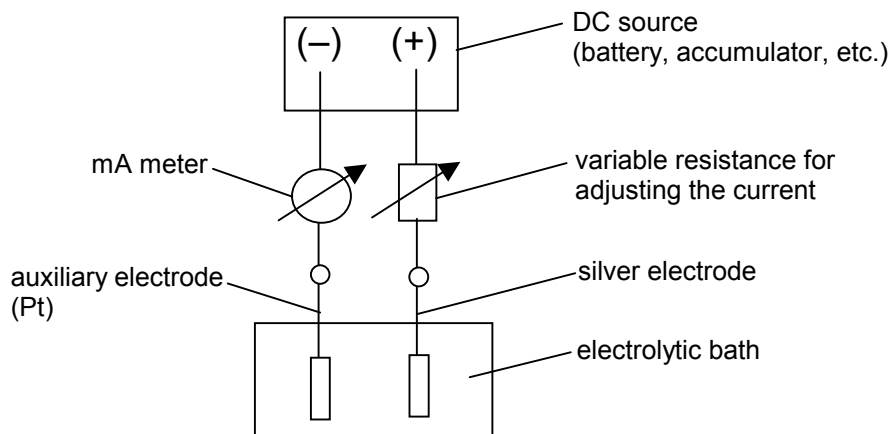 (–) (+)
DC source
(battery, accumulator, etc.)
mA meter
variable resistance for
adjusting the current
auxiliary electrode
(Pt)
silver electrode
electrolytic bath